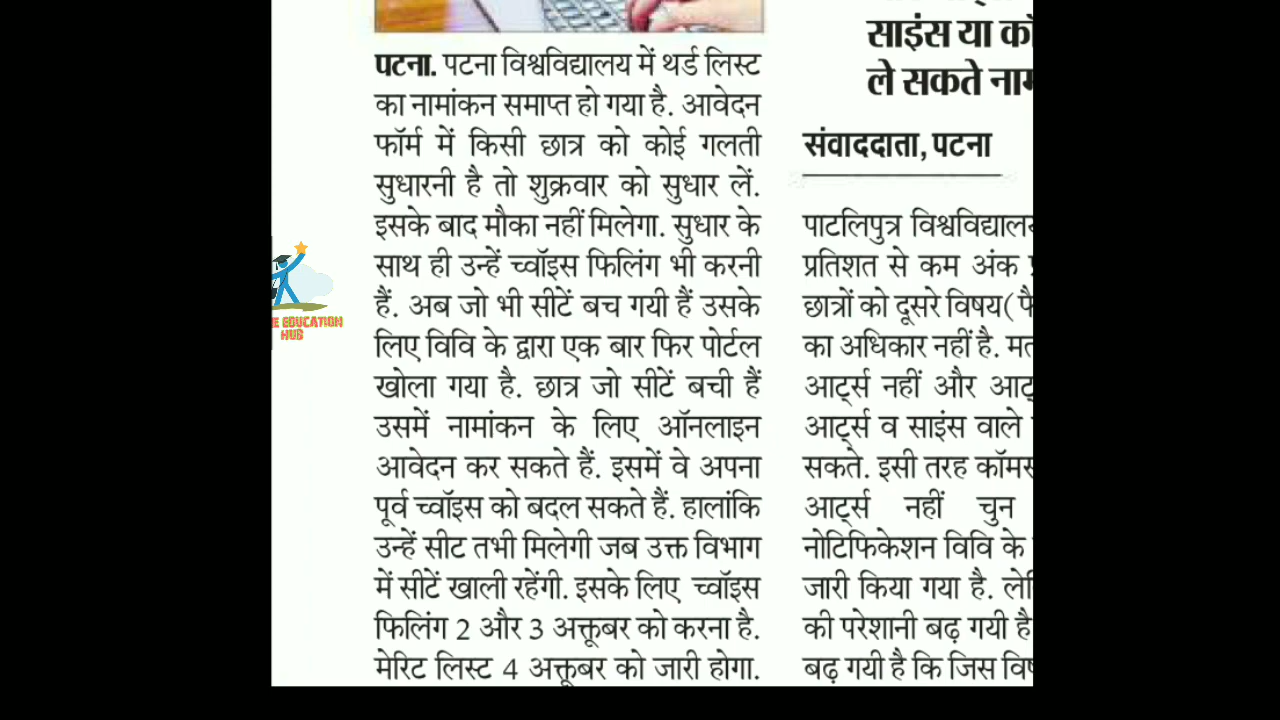 पटना. पटना विश्वविद्यालय में थर्ड लिस्ट
का नामांकन समाप्त हो गया है. आवेदन
फॉर्म में किसी छात्र को कोई गलती
सुधारनी है तो शुक्रवार को सुधार लें.
इसके बाद मौका नहीं मिलेगा. सुधार के
साथ ही उन्हें च्वॉइस फिलिंग भी करनी
हैं. अब जो भी सीटें बच गयी हैं उसके
लिए विवि के द्वारा एक बार फिर पोर्टल
खोला गया है. छात्र जो सीटें बची हैं
उसमें नामांकन के लिए ऑनलाइन
आवेदन कर सकते हैं. इसमें वे अपना
पूर्व च्वॉइस को बदल सकते हैं. हालांकि
उन्हें सीट तभी मिलेगी जब उक्त विभाग
में सीटें खाली रहेंगी. इसके लिए च्वॉइस
फिलिंग 2 और 3 अक्तूबर को करना है.
मेरिट लिस्ट 4 अक्तूबर को जारी होगा.
साइंस या
ले सकते
संवाददाता, पटना
पाटलिपुत्र विश्वविद्यालय
प्रतिशत से कम अंक
छात्रों को दूसरे विषय(
का अधिकार नहीं है.
आर्ट्स नहीं और
आर्ट्स व साइंस वाले
सकते. इसी तरह
आर्ट्स नहीं चुन
नोटिफिकेशन विवि के
जारी किया गया है.
की परेशानी बढ़ गयी है
बढ़ गयी है कि जिस
EDUCATION
HUB